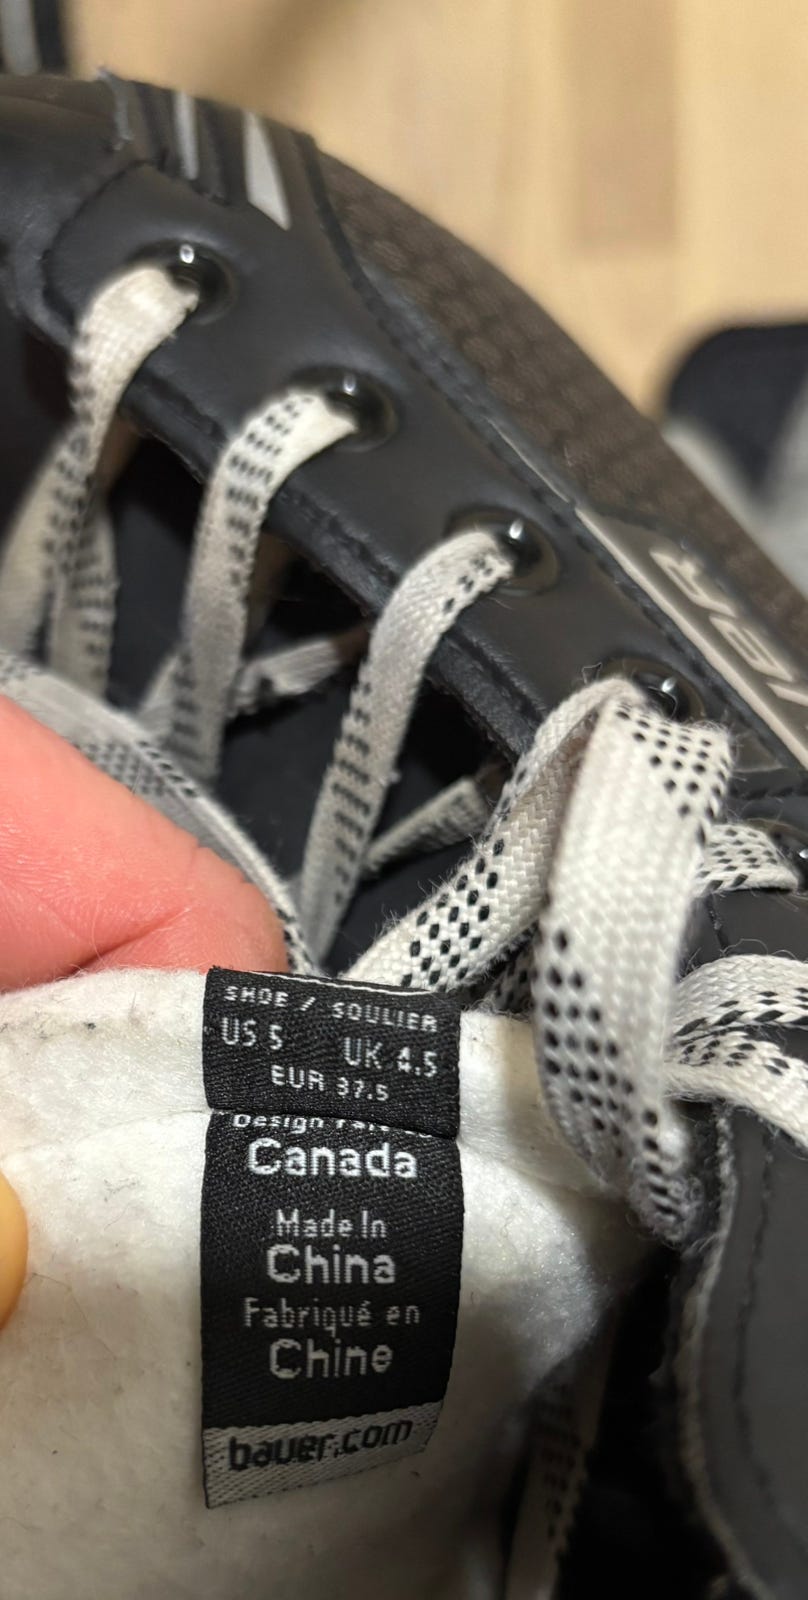 SHOE / SOULIER
US 5 UK 4.5
EUR 37.5
Design
Canada
Made In
China
Fabriqué en
Chine
bauer.com